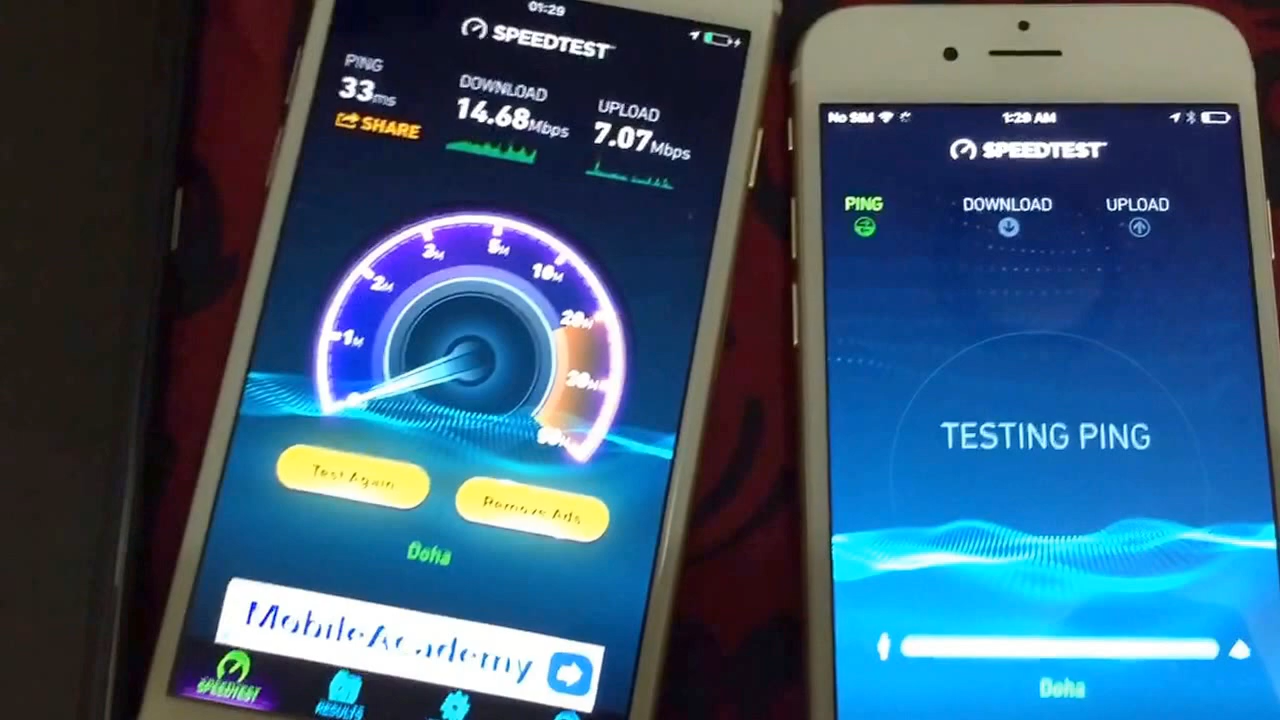 01:29
SPEEDTEST
PING
33ms
SHARE
DOWNLOAD
14.68Mbps
UPLOAD
7.07Mbps
1M
2M
3M
5M
10M
20M
Test Again
Remove Ads
Doha
MobileAcademy
SPEEDTEST
RESULTS
No SIM
1:29 AM
SPEEDTEST
PING
DOWNLOAD
UPLOAD
TESTING PING
Doha